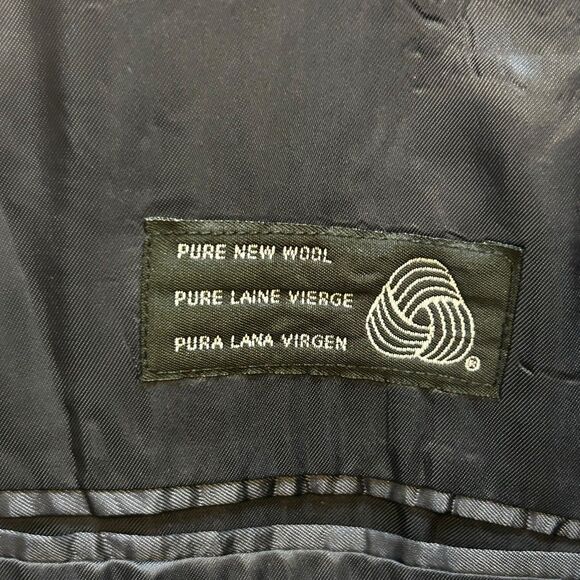 PURE NEW WOOL
PURE LAINE VIERGE
PURA LANA VIRGEN
®